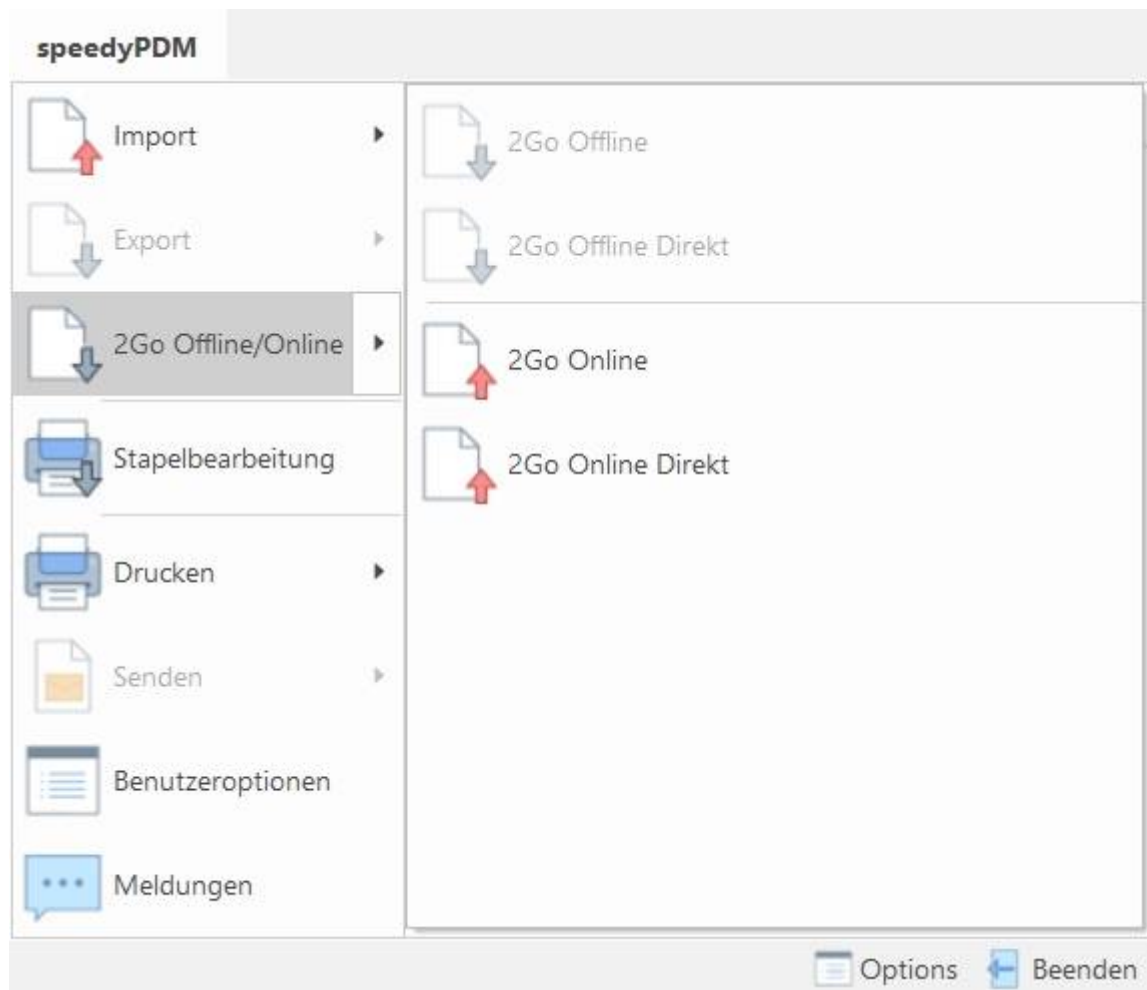 speedyPDM
Import
Export
2Go Offline/Online
Stapelbearbeitung
Drucken
Senden
Benutzeroptionen
Meldungen
2Go Offline
2Go Offline Direkt
2Go Online
2Go Online Direkt
Options
Beenden